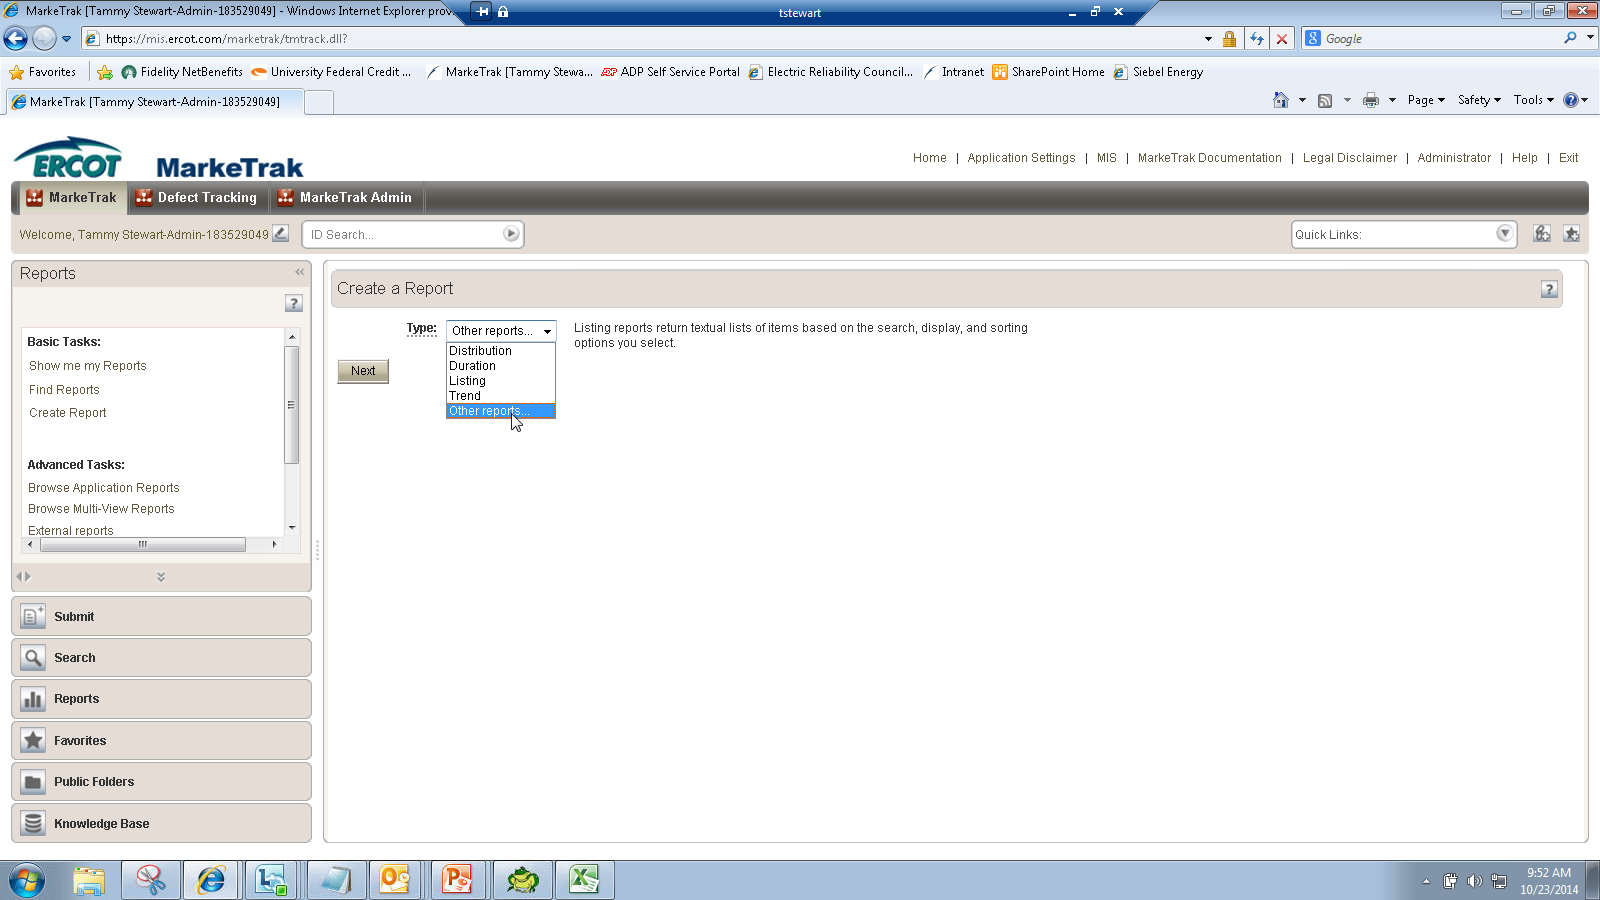 MarkeTrak [Tammy Stewart-Admin-183529049] - Windows Internet Explorer prov
tstewart
https://mis.ercot.com/marketrak/tmtrack.dll?
Google
Favorites
Fidelity NetBenefits
University Federal Credit ...
MarkeTrak [Tammy Stewa...
ADP Self Service Portal
Electric Reliability Council...
Intranet
SharePoint Home
Siebel Energy
MarkeTrak [Tammy Stewart-Admin-183529049]
Page
Safety
Tools
ERCOT
MarkeTrak
Home | Application Settings | MIS | MarkeTrak Documentation | Legal Disclaimer | Administrator | Help | Exit
MarkeTrak
Defect Tracking
MarkeTrak Admin
Welcome, Tammy Stewart-Admin-183529049
ID Search...
Quick Links:
Reports
Basic Tasks:
Show me my Reports
Find Reports
Create Report
Advanced Tasks:
Browse Application Reports
Browse Multi-View Reports
External reports
Submit
Search
Reports
Favorites
Public Folders
Knowledge Base
Create a Report
Type:
Other reports...
Listing reports return textual lists of items based on the search, display, and sorting
options you select.
Distribution
Duration
Listing
Trend
Other reports...
Next
9:52 AM
10/23/2014